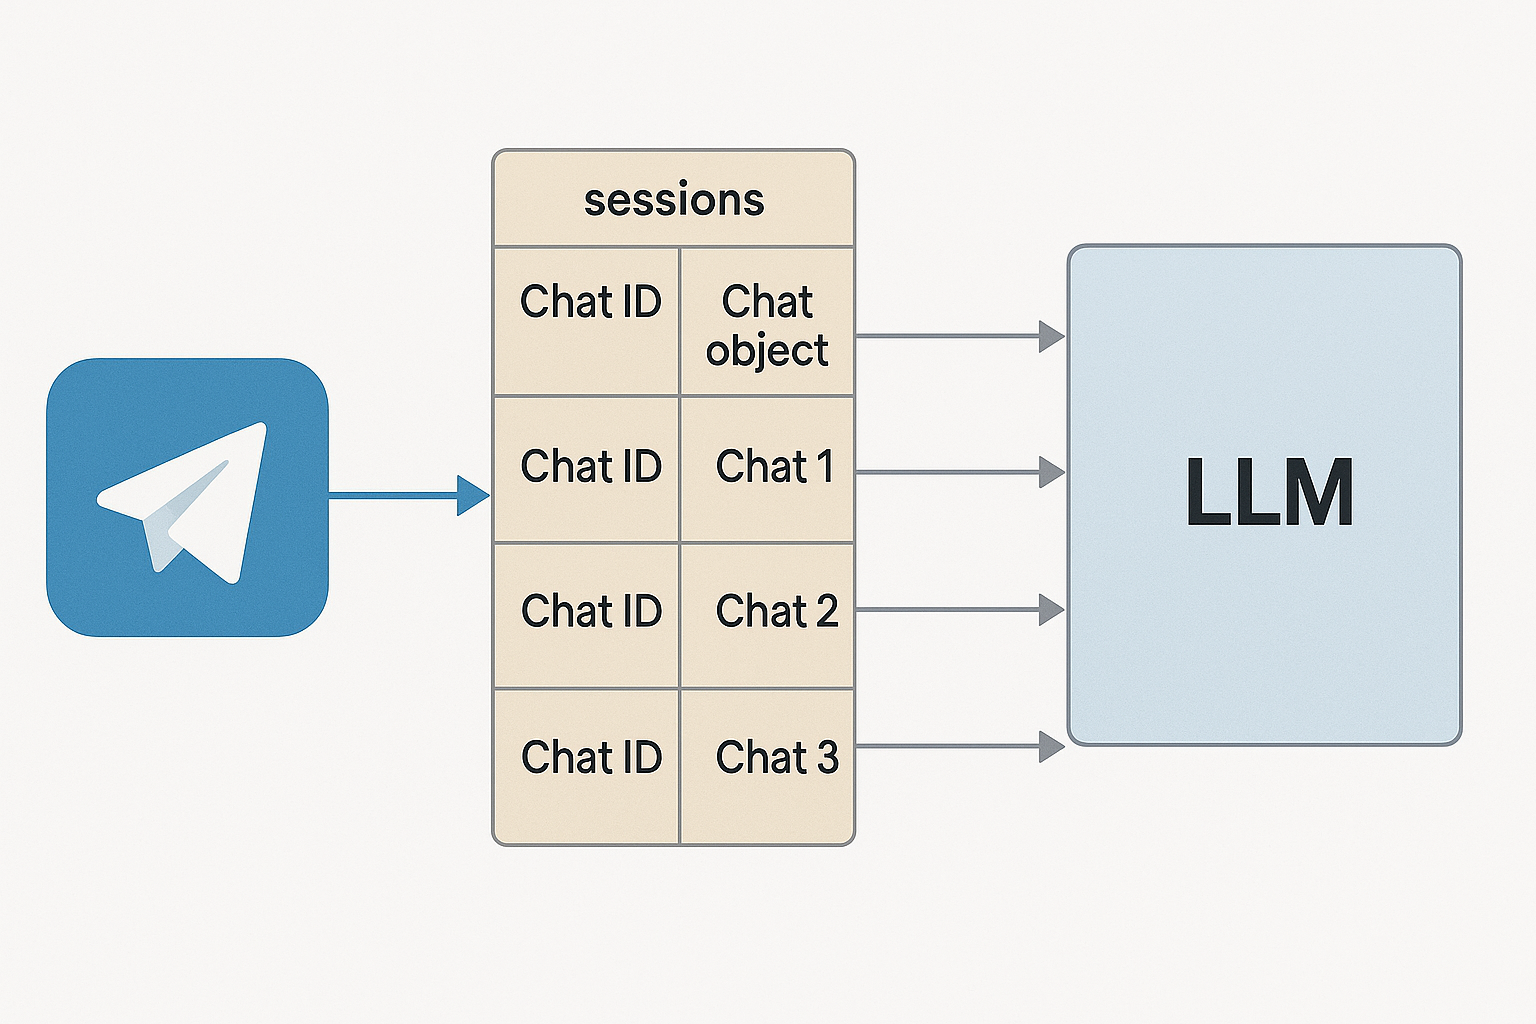 sessions
Chat ID
Chat
object
Chat ID
Chat 1
Chat ID
Chat 2
Chat ID
Chat 3
LLM